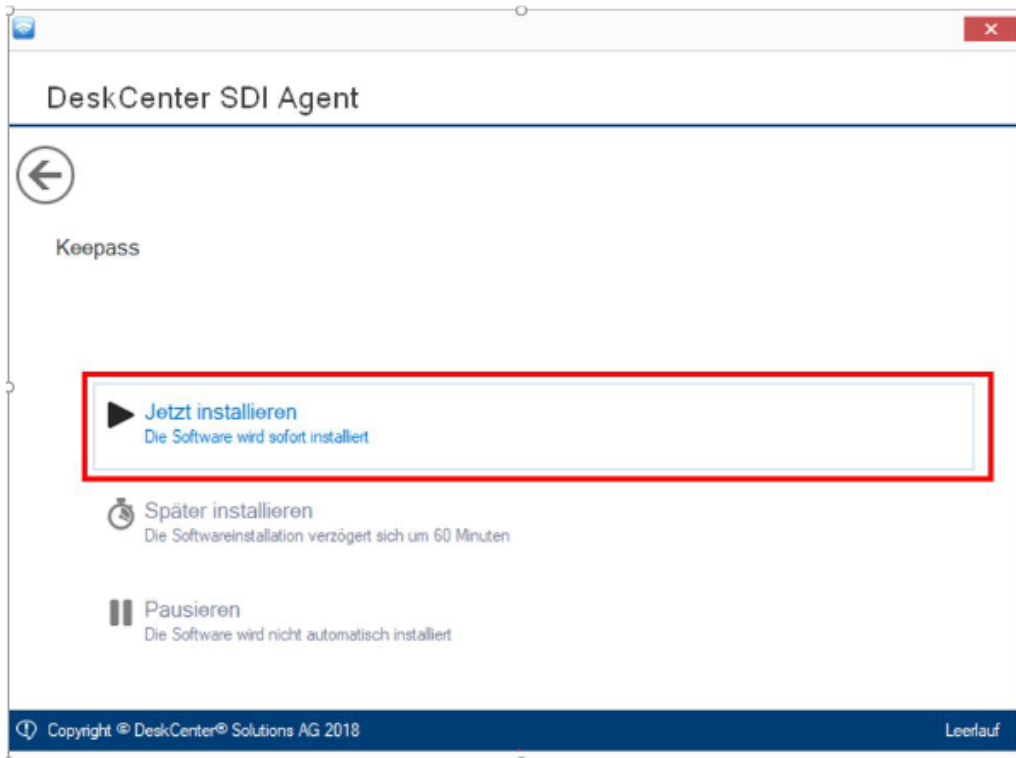 DeskCenter SDI Agent
Keepass
Jetzt installieren
Die Software wird sofort installiert
Später installieren
Die Softwareinstallation verzögert sich um 60 Minuten
Pausieren
Die Software wird nicht automatisch installiert
Copyright © DeskCenter® Solutions AG 2018
Leerlauf